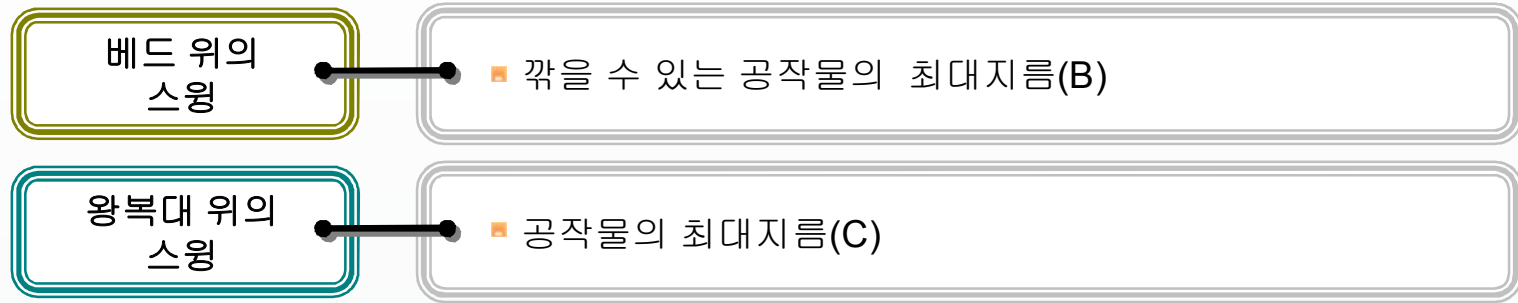 베드 위의
스윙
깎을 수 있는 공작물의 최대지름(B)
왕복대 위의
스윙
공작물의 최대지름(C)